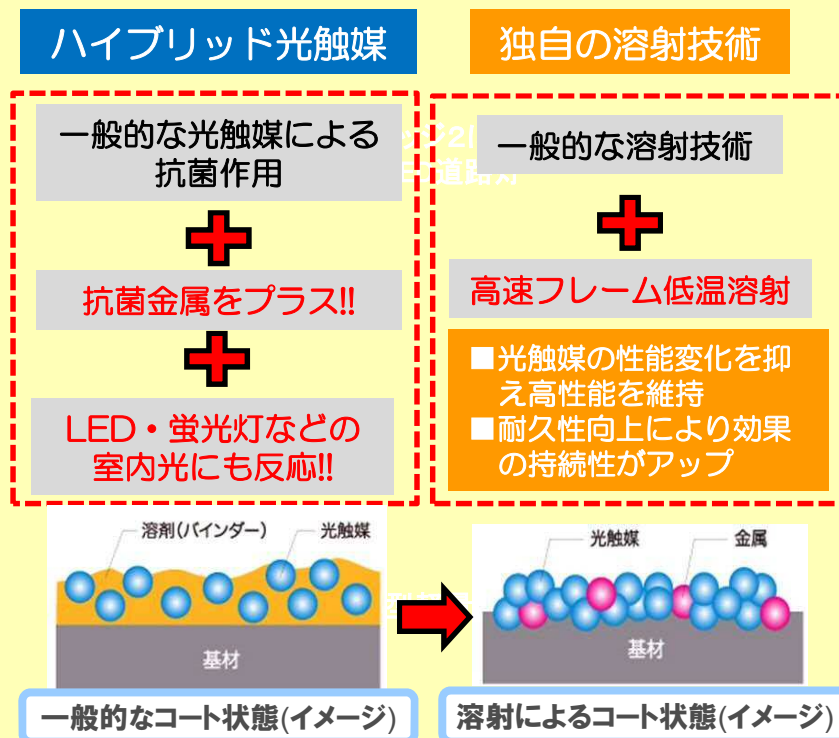 ハイブリッド光触媒
一般的な光触媒による
抗菌作用
抗菌金属をプラス!!
LED・蛍光灯などの
室内光にも反応!!
独自の溶射技術
一般的な溶射技術
高速フレーム低温溶射
■光触媒の性能変化を抑
え高性能を維持
■耐久性向上により効果
の持続性がアップ
溶剤(バインダー)
光触媒
基材
一般的なコート状態(イメージ)
光触媒
金属
基材
溶射によるコート状態(イメージ)